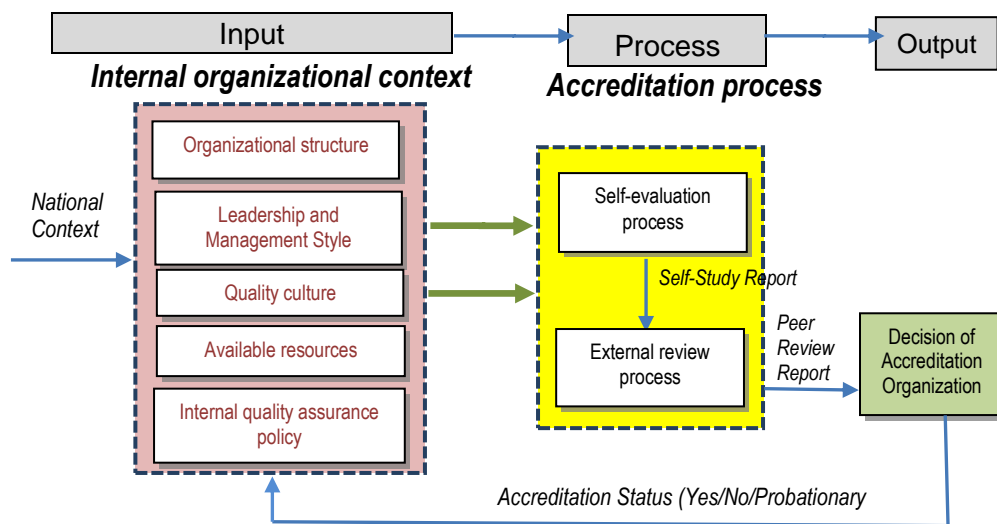 Input
Process
Output
Internal organizational context
Accreditation process
National
Context
Organizational structure
Leadership and
Management Style
Quality culture
Available resources
Internal quality assurance
policy
Self-evaluation
process
Self-Study Report
External review
process
Peer
Review
Report
Decision of
Accreditation
Organization
Accreditation Status (Yes/No/Probationary